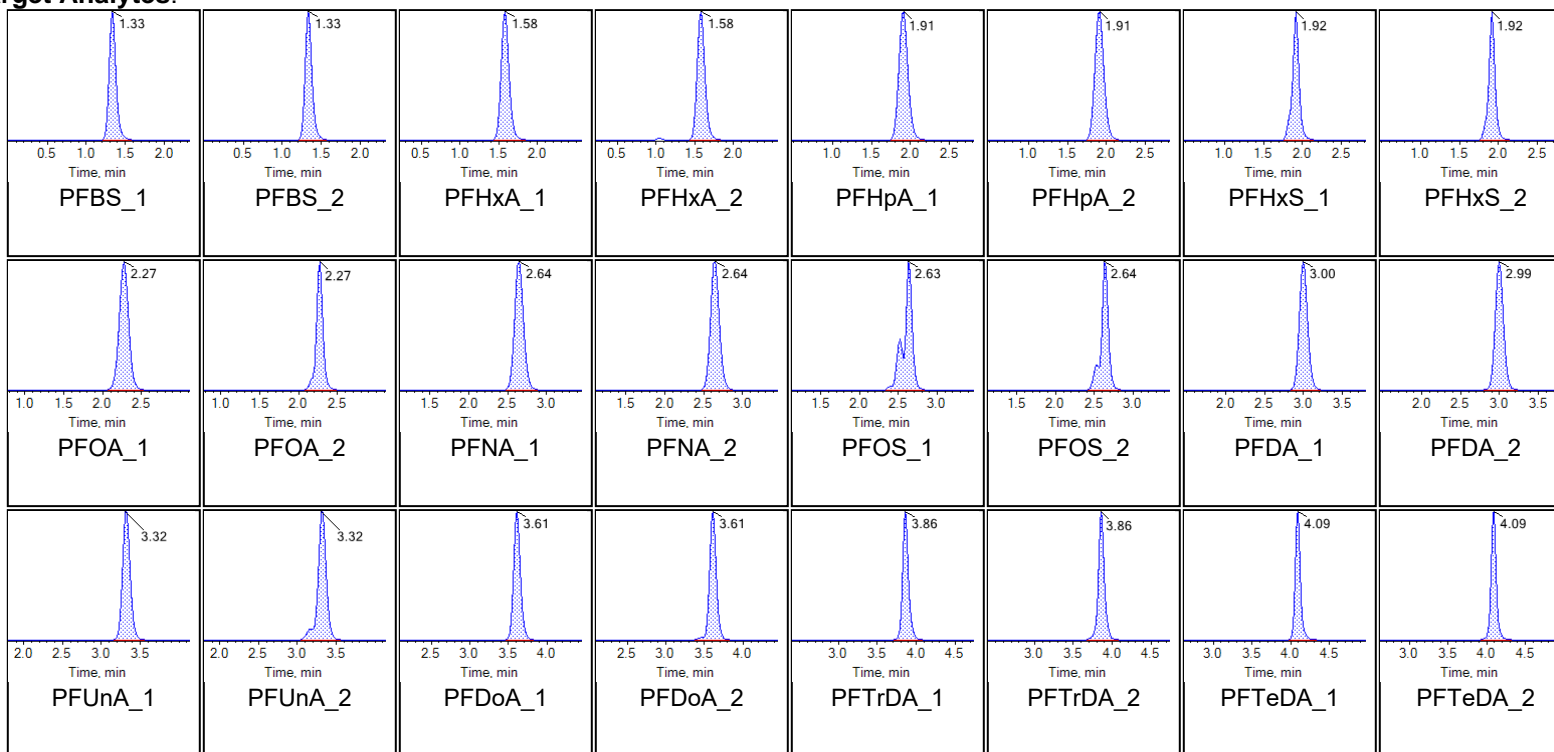 rget Analytes:
1.33 1.33 1.58 1.58 1.91 1.91 1.92 1.92
0.5 1.0 1.5 2.0 0.5 1.0 1.5 2.0 0.5 1.0 1.5 2.0 0.5 1.0 1.5 2.0 1.0 1.5 2.0 2.5 1.0 1.5 2.0 2.5 1.0 1.5 2.0 2.5 1.0 1.5 2.0 2.5
Time, min Time, min Time, min Time, min Time, min Time, min Time, min Time, min
PFBS_1 PFBS_2 PFHxA_1 PFHxA_2 PFHpA_1 PFHpA_2 PFHxS_1 PFHxS_2
2.27 2.27 2.64 2.64 2.63 2.64 3.00 2.99
1.0 1.5 2.0 2.5 1.0 1.5 2.0 2.5 1.5 2.0 2.5 3.0 1.5 2.0 2.5 3.0 1.5 2.0 2.5 3.0 1.5 2.0 2.5 3.0 2.0 2.5 3.0 3.5 2.0 2.5 3.0 3.5
Time, min Time, min Time, min Time, min Time, min Time, min Time, min Time, min
PFOA_1 PFOA_2 PFNA_1 PFNA_2 PFOS_1 PFOS_2 PFDA_1 PFDA_2
3.32 3.32 3.61 3.61 3.86 3.86 4.09 4.09
2.0 2.5 3.0 3.5 2.0 2.5 3.0 3.5 2.5 3.0 3.5 4.0 2.5 3.0 3.5 4.0 3.0 3.5 4.0 4.5 3.0 3.5 4.0 4.5 3.0 3.5 4.0 4.5 3.0 3.5 4.0 4.5
Time, min Time, min Time, min Time, min Time, min Time, min Time, min Time, min
PFUnA_1 PFUnA_2 PFDoA_1 PFDoA_2 PFTrDA_1 PFTrDA_2 PFTeDA_1 PFTeDA_2